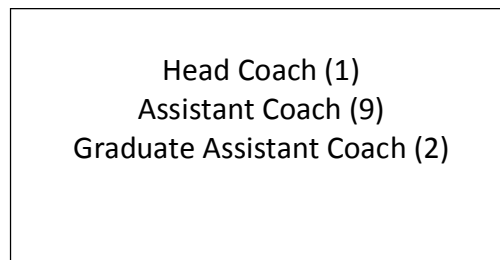 Head Coach (1)
Assistant Coach (9)
Graduate Assistant Coach (2)